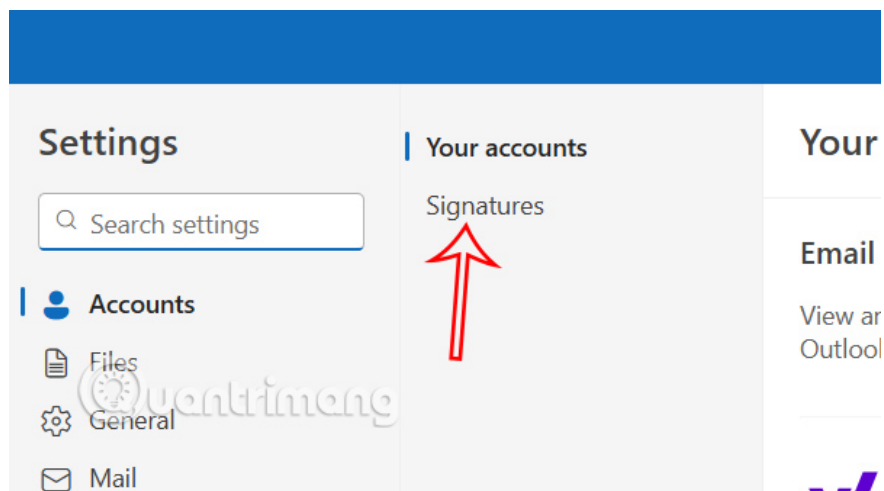 Settings
Search settings
Accounts
Files
General
Mail
Your accounts
Signatures
Your
Email
View
Quantrimang